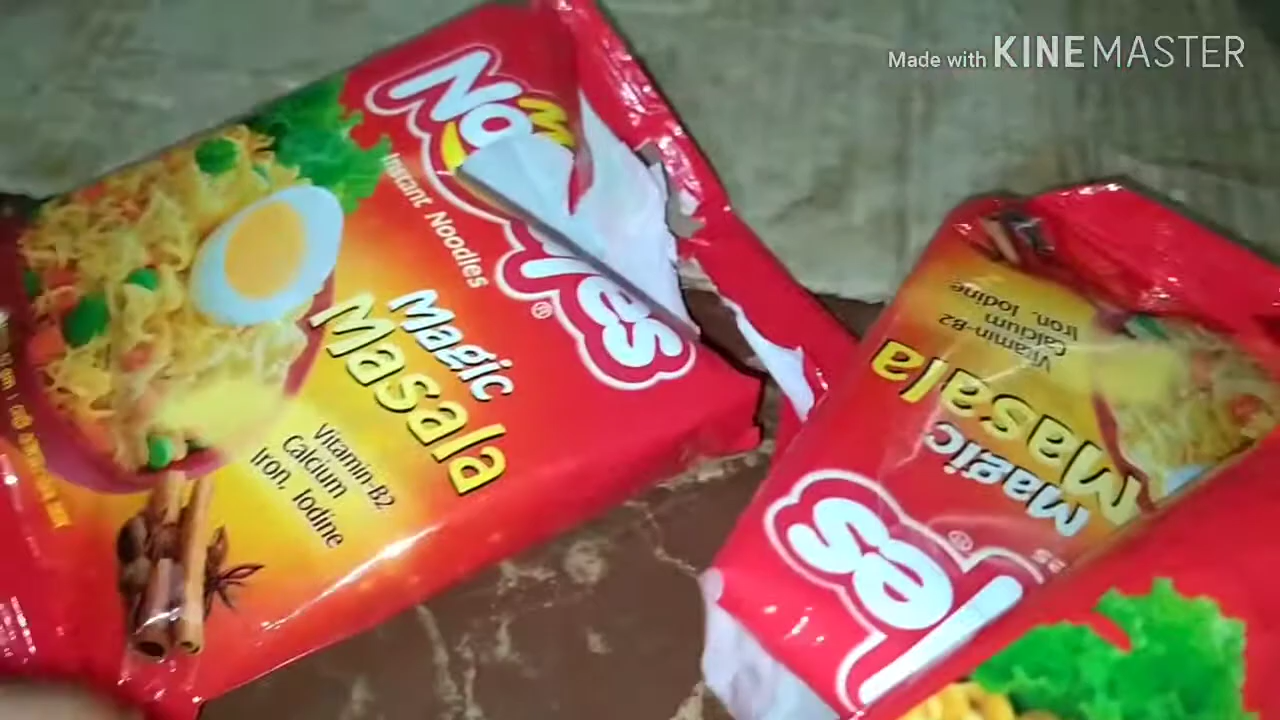 Made with KINEMASTER
Instant Noodles
Magic
Masala
Vitamin-B2
Calcium
Iron, Iodine
Vitamin-B2
Calcium
Iron, Iodine
Magic
Masala